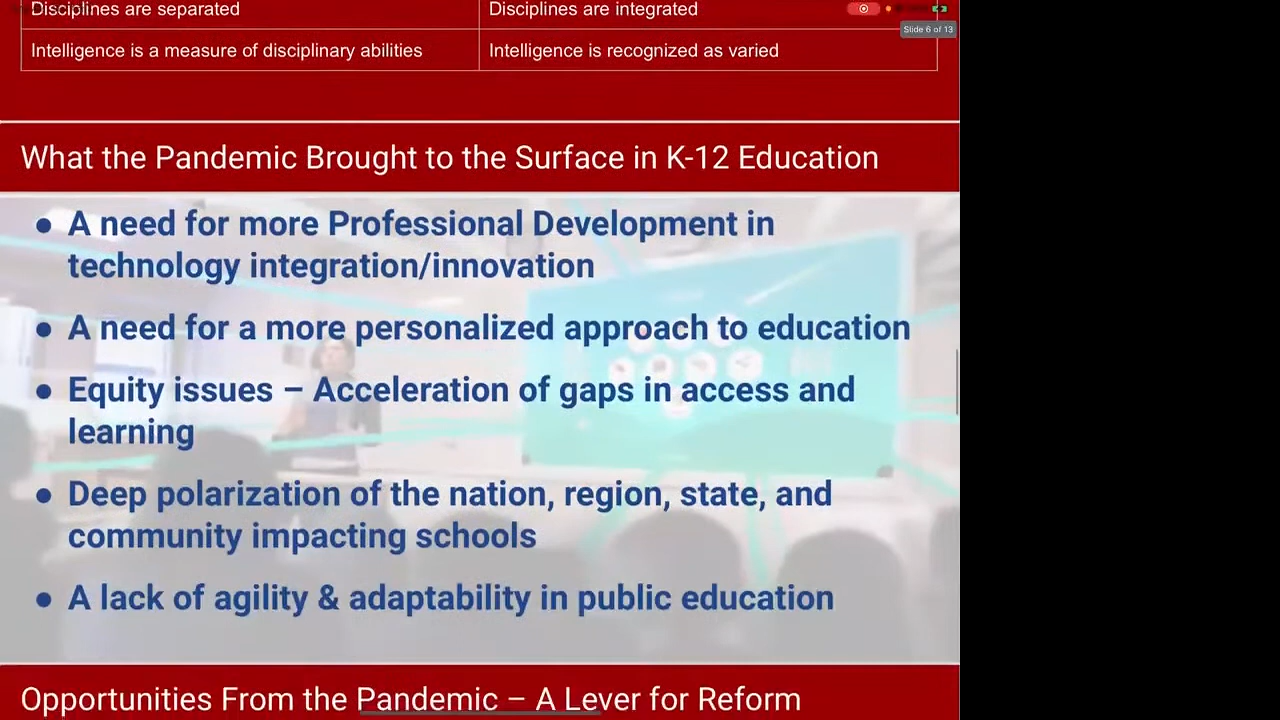 Disciplines are separated
Disciplines are integrated
Slide 6 of 13
Intelligence is a measure of disciplinary abilities
Intelligence is recognized as varied
What the Pandemic Brought to the Surface in K-12 Education
● A need for more Professional Development in
technology integration/innovation
● A need for a more personalized approach to education
● Equity issues – Acceleration of gaps in access and
learning
● Deep polarization of the nation, region, state, and
community impacting schools
● A lack of agility & adaptability in public education
Opportunities From the Pandemic – A Lever for Reform